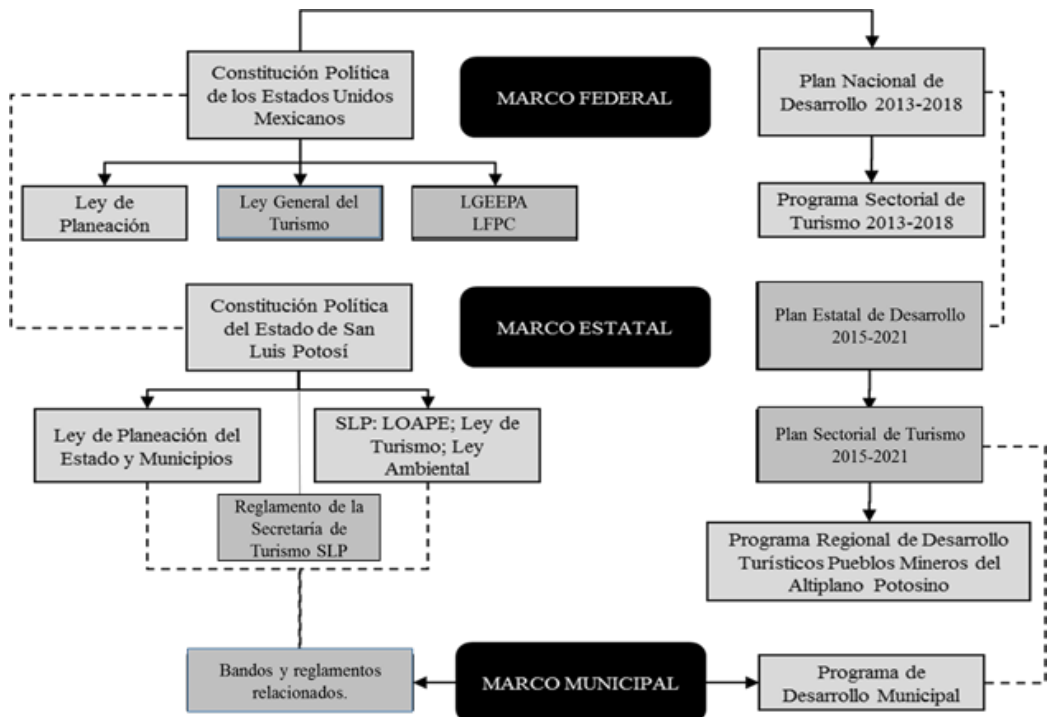 Constitución Política
de los Estados Unidos
Mexicanos
MARCO FEDERAL
Plan Nacional de
Desarrollo 2013-2018
Ley de
Planeación
Ley General del
Turismo
LGEEPA
LFPC
Programa Sectorial de
Turismo 2013-2018
Constitución Política
del Estado de San
Luis Potosí
MARCO ESTATAL
Plan Estatal de Desarrollo
2015-2021
Ley de Planeación del
Estado y Municipios
SLP: LOAPE; Ley de
Turismo; Ley
Ambiental
Plan Sectorial de Turismo
2015-2021
Reglamento de la
Secretaría de
Turismo SLP
Programa Regional de Desarrollo
Turísticos Pueblos Mineros del
Altiplano Potosino
Bandos y reglamentos
relacionados.
MARCO MUNICIPAL
Programa de
Desarrollo Municipal